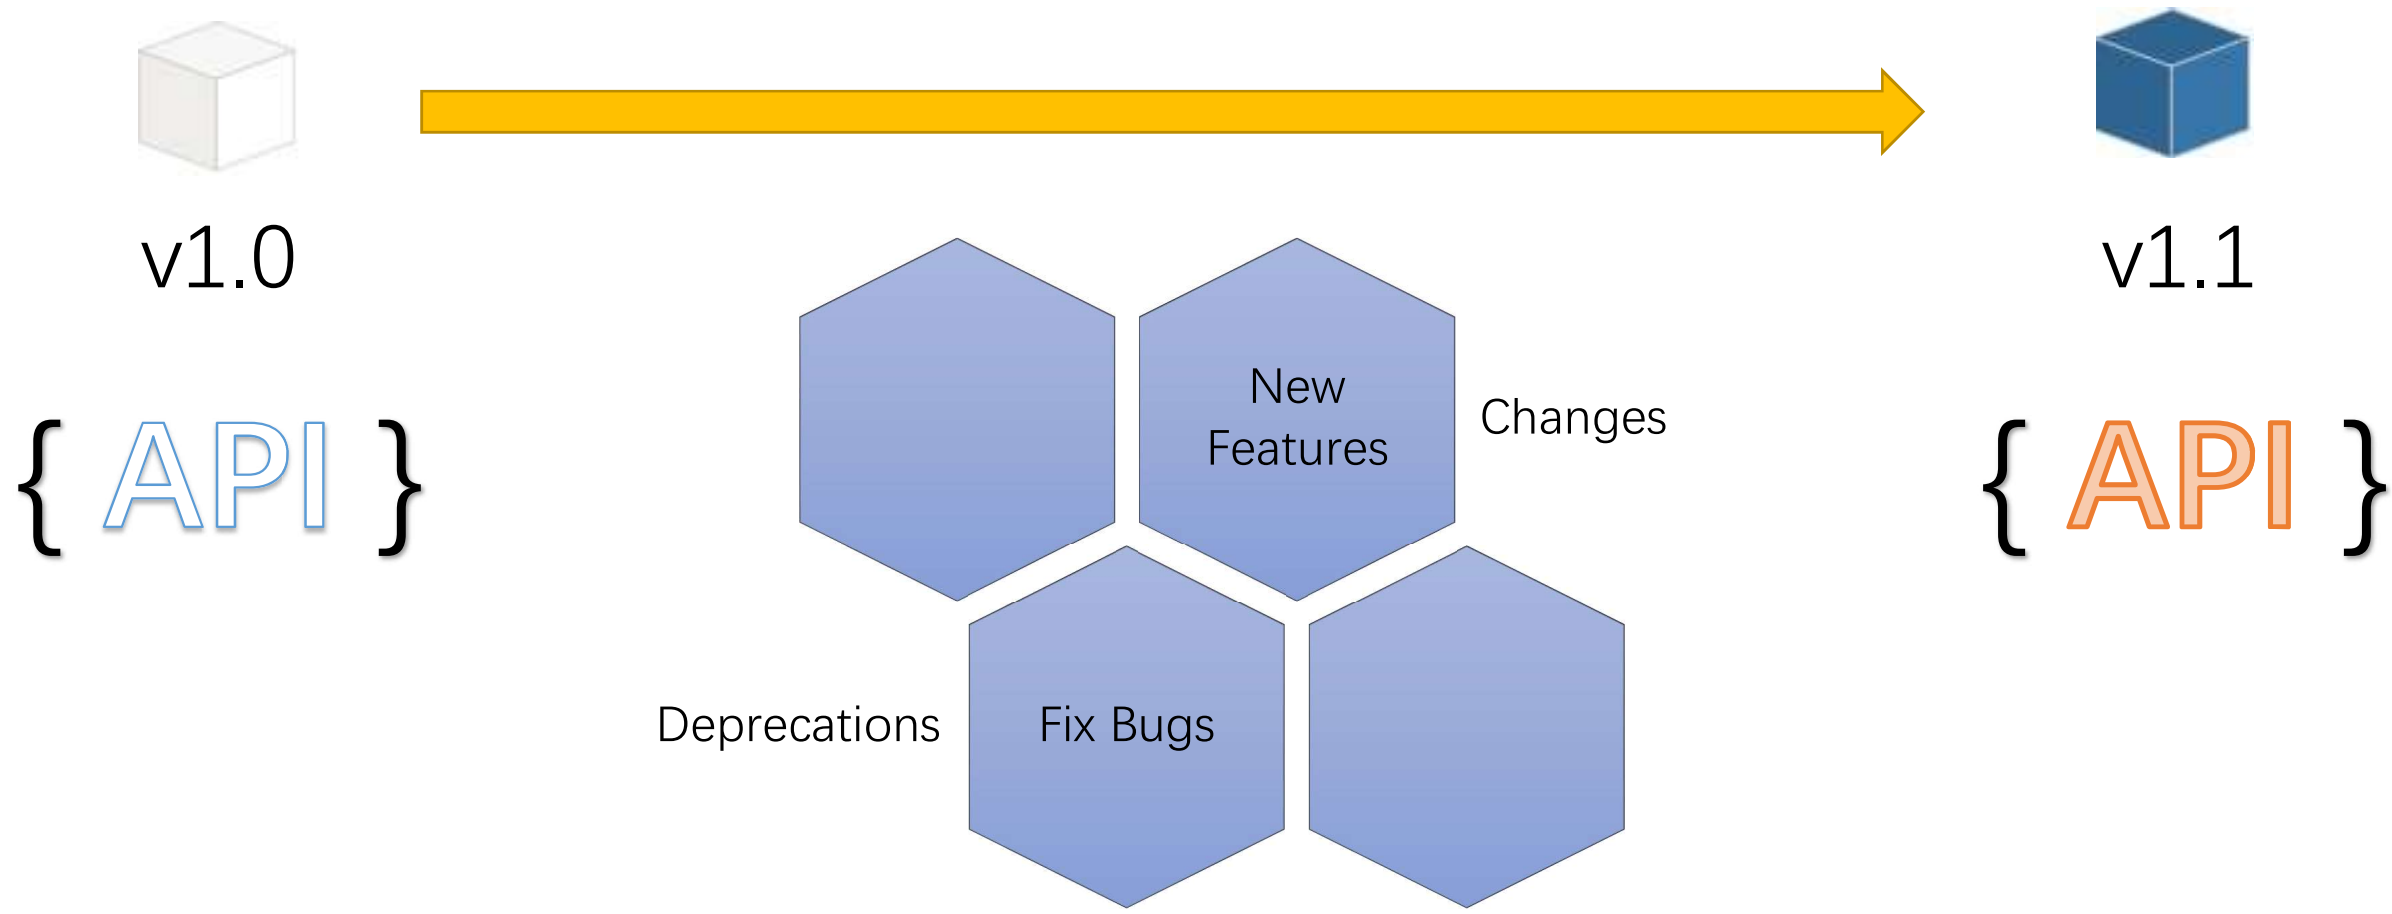 v1.0
v1.1
New
Features
Changes
{ API }
{ API }
Deprecations
Fix Bugs